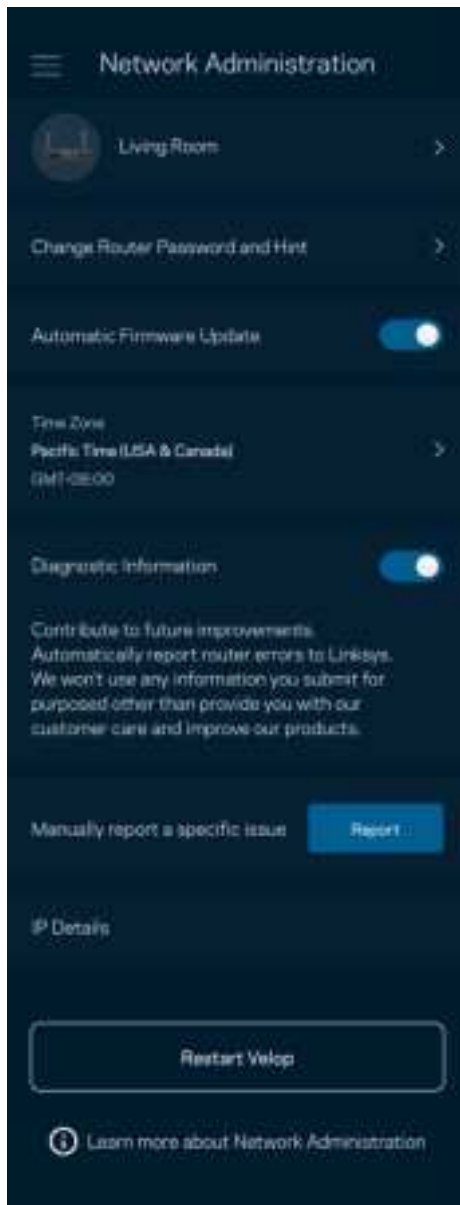 Network Administration
Living Room
Change Router Password and Hint
Automatic Firmware Update
Time Zone
Pacific Time (USA & Canada)
GMT-08:00
Diagnostic Information
Contribute to future improvements.
Automatically report router errors to Linksys.
We won't use any information you submit for
purposed other than provide you with our
customer care and improve our products.
Manually report a specific issue
Report
IP Details
Restart Velop
Learn more about Network Administration